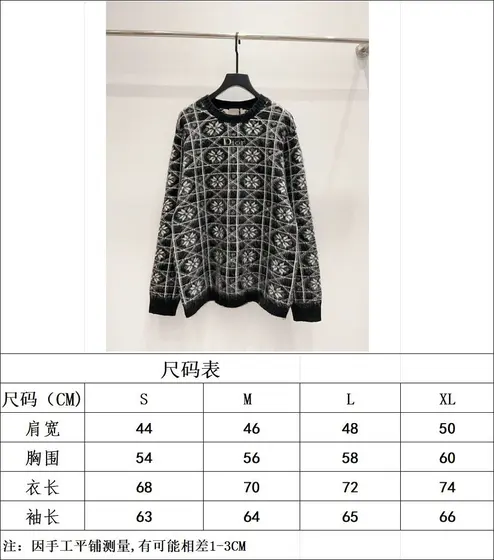 Dior
尺码表
尺码（CM） S M L XL
肩宽 44 46 48 50
胸围 54 56 58 60
衣长 68 70 72 74
袖长 63 64 65 66
注：因手工平铺测量,有可能相差1-3CM